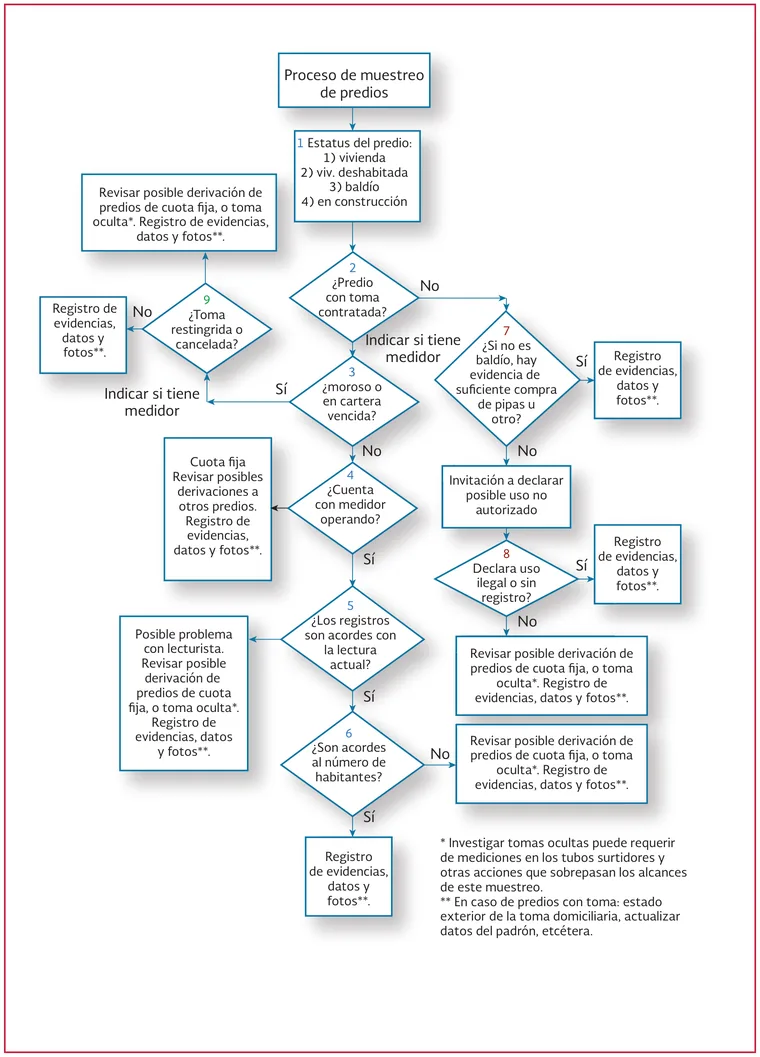 Proceso de muestreo
de predios
1 Estatus del predio:
1) vivienda
2) viv. deshabitada
3) baldío
4) en construcción
Revisar posible derivación de
predios de cuota fija, o toma
oculta*. Registro de evidencias,
datos y fotos**.
2
¿Predio
con toma
contratada?
No
9
¿Toma
restingrida o
cancelada?
No
Registro de
evidencias,
datos y
fotos**.
Indicar si tiene
medidor
7
¿Si no es
baldío, hay
evidencia de
suficiente compra
de pipas u
otro?
Sí
Registro
de evidencias,
datos y
fotos**.
3
¿moroso o
en cartera
vencida?
Sí
Indicar si tiene
medidor
No
No
4
¿Cuenta
con medidor
operando?
Cuota fija
Revisar posibles
derivaciones a
otros predios.
Registro de
evidencias,
datos y fotos**.
Invitación a declarar
posible uso no
autorizado
Sí
8
Declara uso
ilegal o sin
registro?
Sí
Registro
de evidencias,
datos y
fotos**.
No
5
¿Los registros
son acordes con
la lectura
actual?
Posible problema
con lecturista.
Revisar posible
derivación de
predios de cuota
fija, o toma oculta*.
Registro de
evidencias, datos
y fotos**.
Revisar posible derivación de
predios de cuota fija, o toma
oculta*. Registro de
evidencias, datos y fotos**.
Sí
6
¿Son acordes
al número de
habitantes?
No
Revisar posible derivación de
predios de cuota fija, o toma
oculta*. Registro de
evidencias, datos y fotos**.
Sí
Registro
de evidencias,
datos y
fotos**.
* Investigar tomas ocultas puede requerir
de mediciones en los tubos surtidores y
otras acciones que sobrepasan los alcances
de este muestreo.
** En caso de predios con toma: estado
exterior de la toma domiciliaria, actualizar
datos del padrón, etcétera.